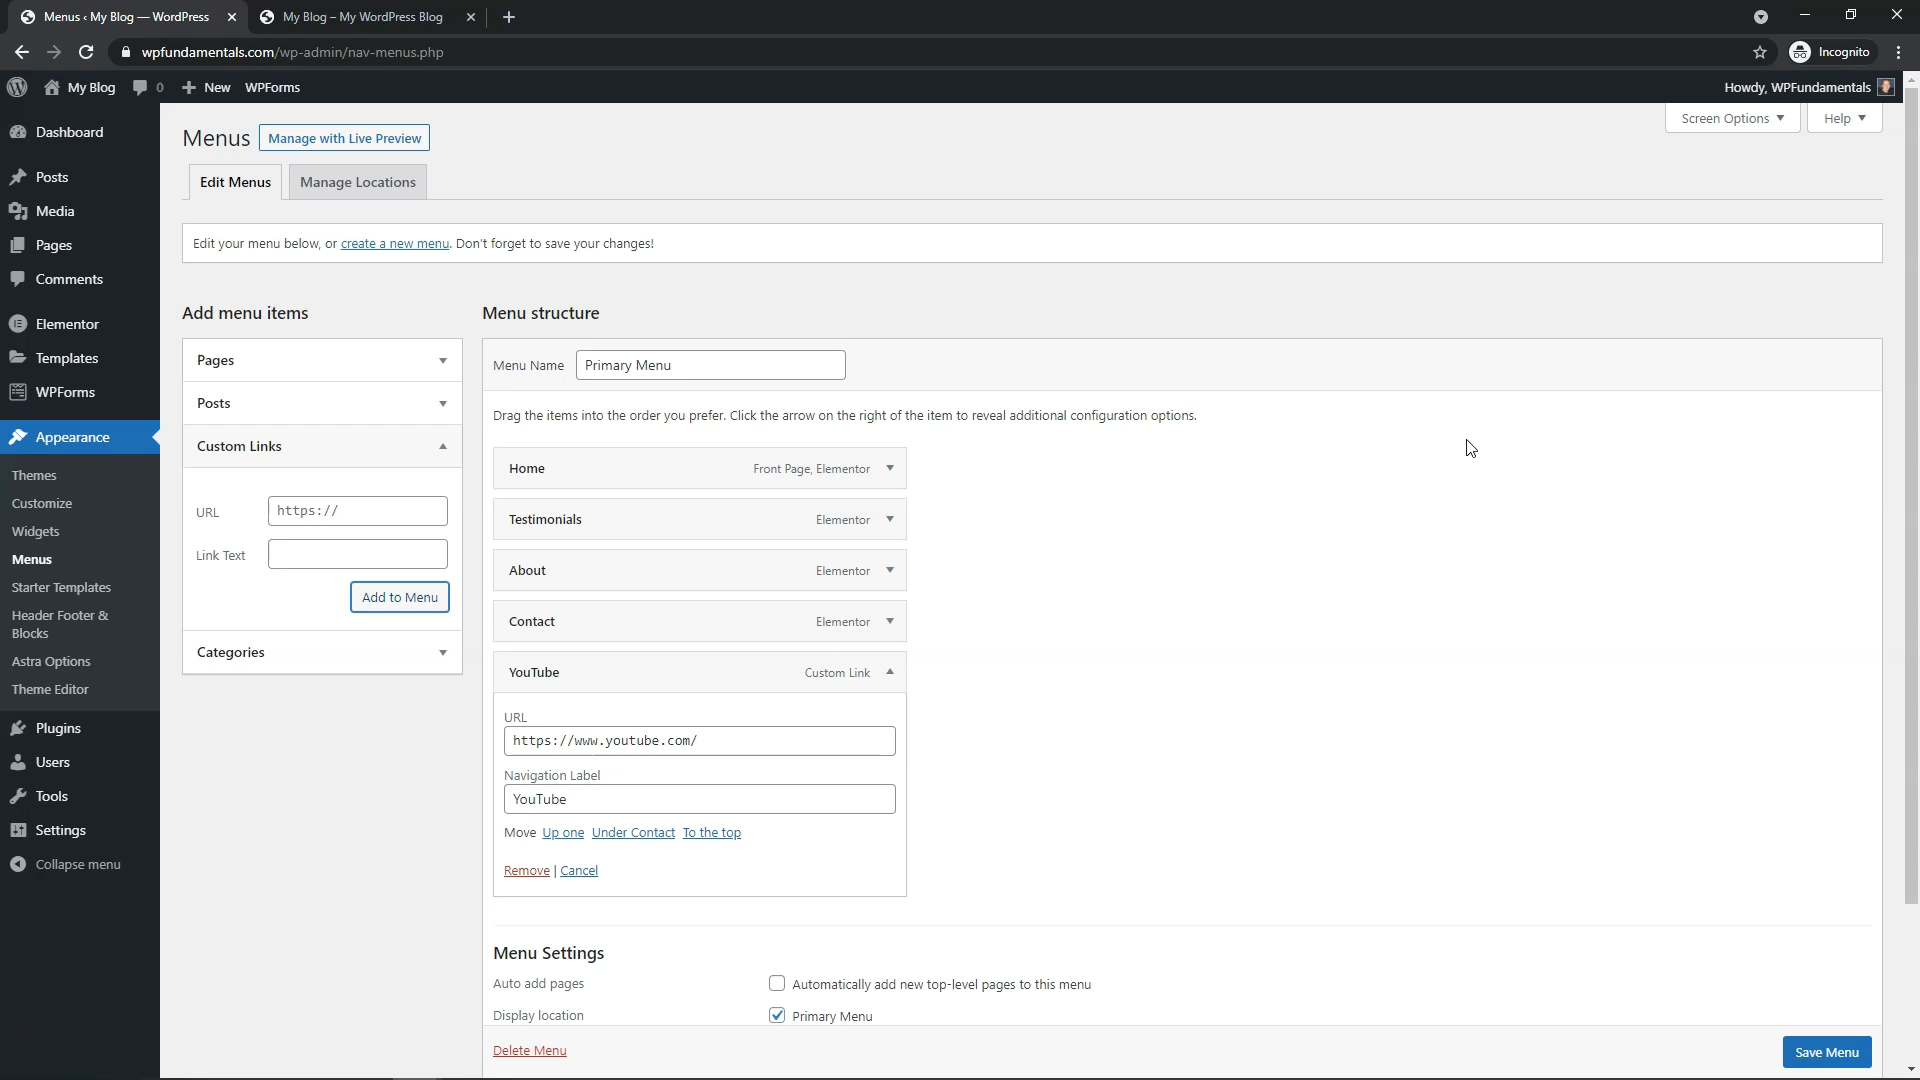 Menus ‹ My Blog — WordPress
My Blog – My WordPress Blog
wpfundamentals.com/wp-admin/nav-menus.php
Incognito
My Blog 0 New WPForms
Howdy, WPFundamentals
Dashboard
Posts
Media
Pages
Comments
Elementor
Templates
WPForms
Appearance
Themes
Customize
Widgets
Menus
Starter Templates
Header Footer &
Blocks
Astra Options
Theme Editor
Plugins
Users
Tools
Settings
Collapse menu
Screen Options
Help
Menus
Manage with Live Preview
Edit Menus
Manage Locations
Edit your menu below, or create a new menu. Don't forget to save your changes!
Add menu items
Pages
Posts
Custom Links
URL https://
Link Text
Add to Menu
Categories
Menu structure
Menu Name Primary Menu
Drag the items into the order you prefer. Click the arrow on the right of the item to reveal additional configuration options.
Home Front Page, Elementor
Testimonials Elementor
About Elementor
Contact Elementor
YouTube Custom Link
URL
https://www.youtube.com/
Navigation Label
YouTube
Move Up one Under Contact To the top
Remove | Cancel
Menu Settings
Auto add pages Automatically add new top-level pages to this menu
Display location Primary Menu
Delete Menu
Save Menu